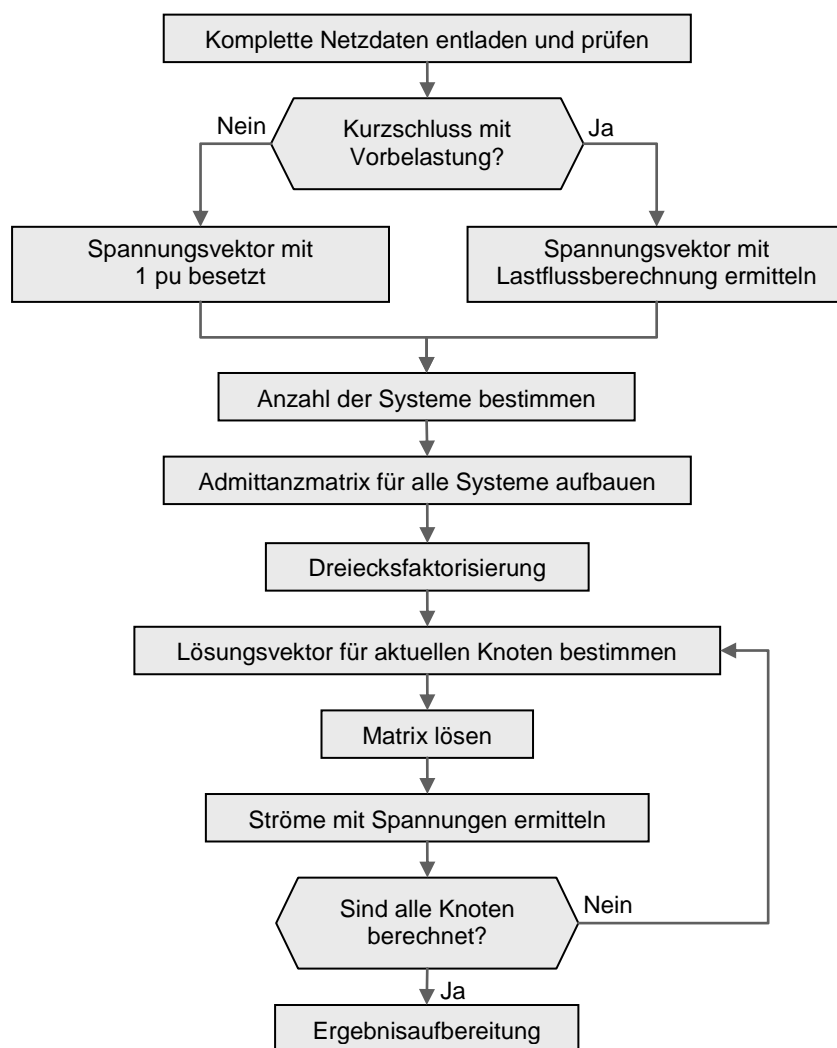 Komplette Netzdaten entladen und prüfen
Nein
Kurzschluss mit
Vorbelastung?
Ja
Spannungsvektor mit
1 pu besetzt
Spannungsvektor mit
Lastflussberechnung ermitteln
Anzahl der Systeme bestimmen
Admittanzmatrix für alle Systeme aufbauen
Dreiecksfaktorisierung
Lösungsvektor für aktuellen Knoten bestimmen
Matrix lösen
Ströme mit Spannungen ermitteln
Sind alle Knoten
berechnet?
Nein
Ja
Ergebnisaufbereitung